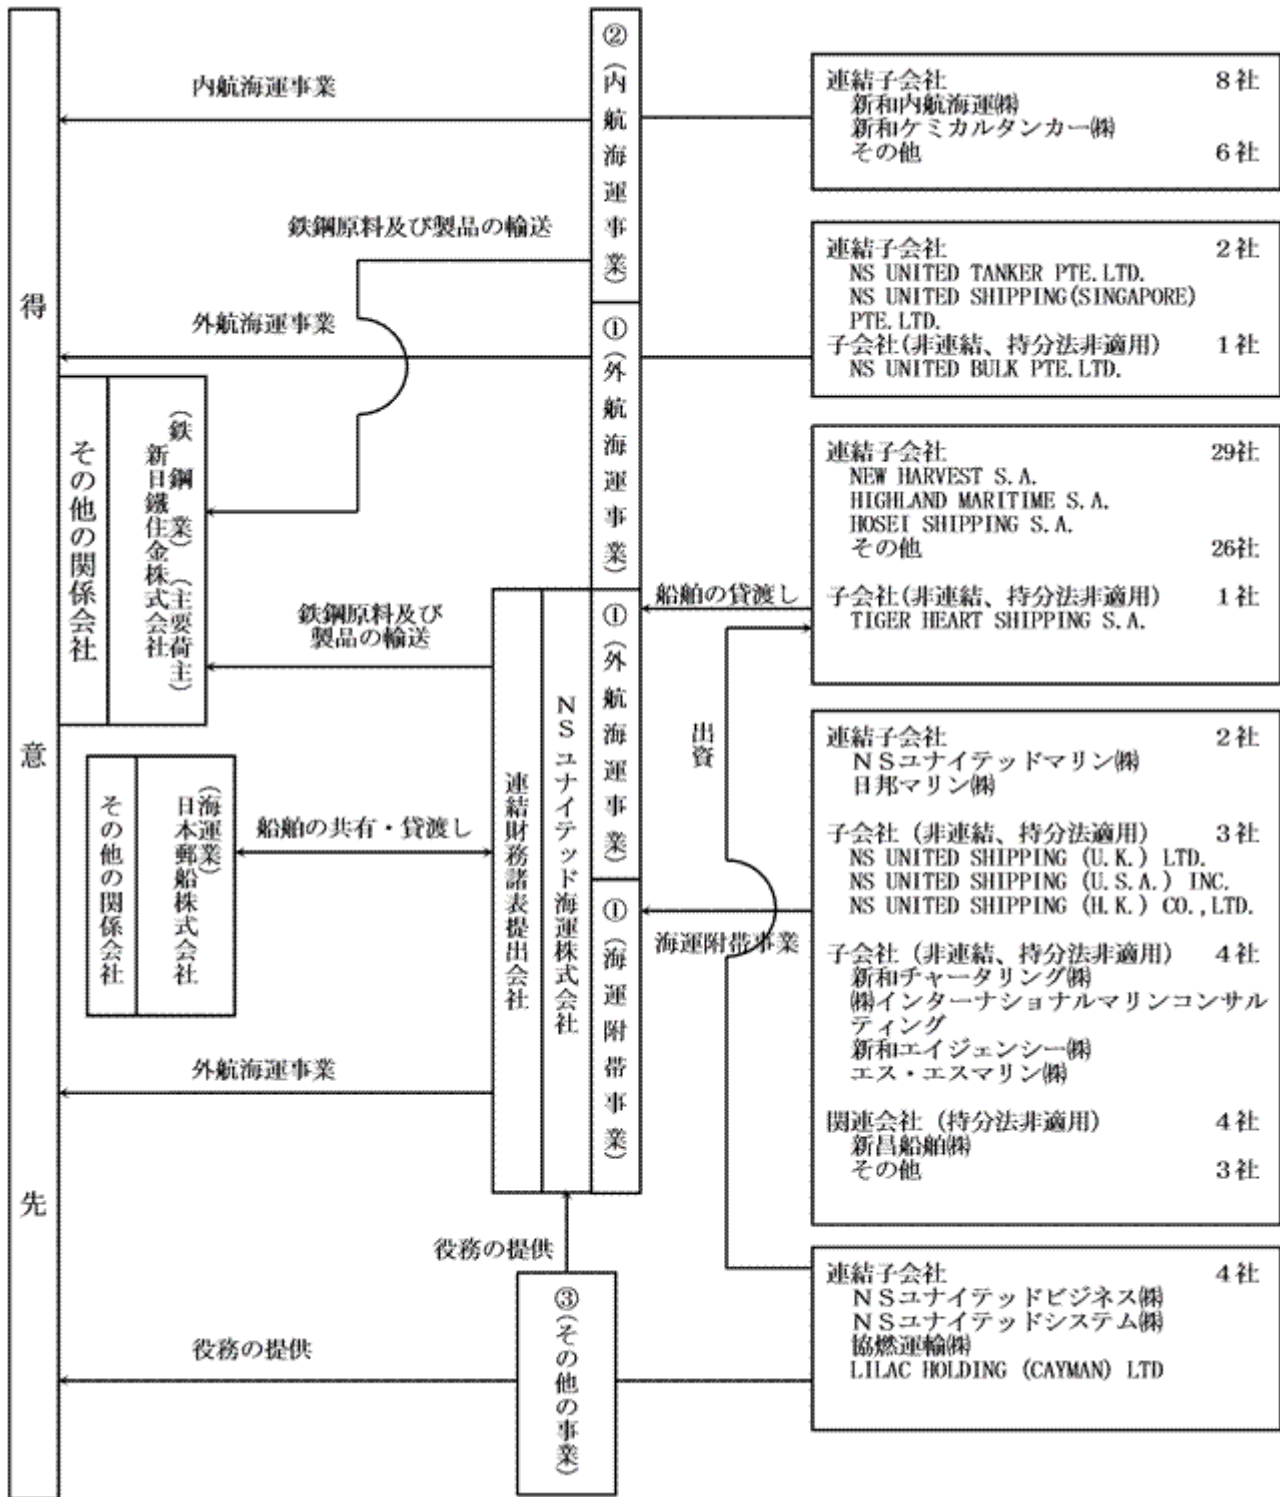 得意先
内航海運事業
鉄鋼原料及び製品の輸送
外航海運事業
(鉄鋼業)(主要荷主)
新日鐵住金株式会社
その他の関係会社
鉄鋼原料及び
製品の輸送
(海運業)
日本郵船株式会社
その他の関係会社
船舶の共有・貸渡し
外航海運事業
役務の提供
役務の提供
②(内航海運事業)
①(外航海運事業)
①(外航海運事業)
①(海運附帯事業)
NSユナイテッド海運株式会社
連結財務諸表提出会社
③(その他の事業)
船舶の貸渡し
出資
海運附帯事業
連結子会社 8社
新和内航海運㈱
新和ケミカルタンカー㈱
その他 6社
連結子会社 2社
NS UNITED TANKER PTE.LTD.
NS UNITED SHIPPING(SINGAPORE)
PTE.LTD.
子会社(非連結、持分法非適用) 1社
NS UNITED BULK PTE.LTD.
連結子会社 29社
NEW HARVEST S.A.
HIGHLAND MARITIME S.A.
HOSEI SHIPPING S.A.
その他 26社
子会社(非連結、持分法非適用) 1社
TIGER HEART SHIPPING S.A.
連結子会社 2社
NSユナイテッドマリン㈱
日邦マリン㈱
子会社(非連結、持分法適用) 3社
NS UNITED SHIPPING (U.K.) LTD.
NS UNITED SHIPPING (U.S.A.) INC.
NS UNITED SHIPPING (H.K.) CO.,LTD.
子会社(非連結、持分法非適用) 4社
新和チャータリング㈱
㈱インターナショナルマリンコンサル
ティング
新和エイジェンシー㈱
エス・エスマリン㈱
関連会社(持分法非適用) 4社
新昌船舶㈱
その他 3社
連結子会社 4社
NSユナイテッドビジネス㈱
NSユナイテッドシステム㈱
協燃運輸㈱
LILAC HOLDING (CAYMAN) LTD